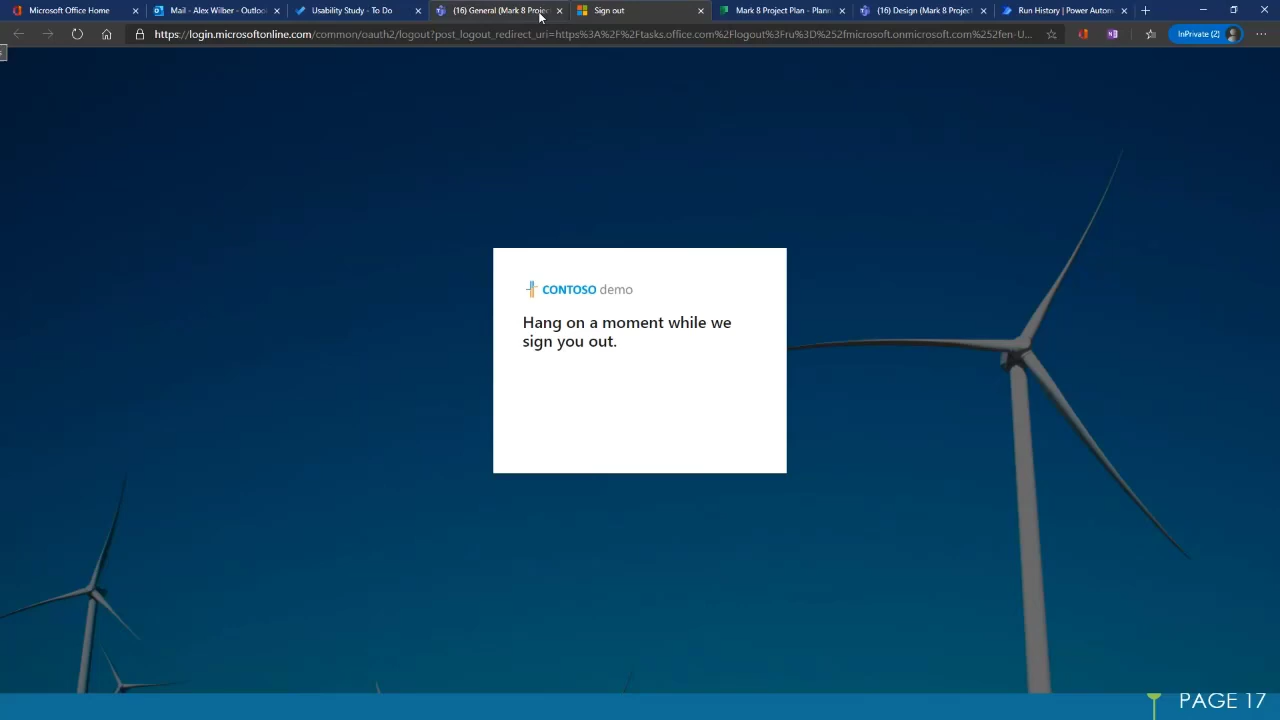 Microsoft Office Home
Mail - Alex Wilber - Outloo
Usability Study - To Do
(16) General (Mark 8 Projec
Sign out
Mark 8 Project Plan - Plann
(16) Design (Mark 8 Project
Run History | Power Autom
https://login.microsoftonline.com/common/oauth2/logout?post_logout_redirect_uri=https%3A%2F%2Ftasks.office.com%2Flogout%3Fru%3D%252fmicrosoft.onmicrosoft.com%252fen-U...
InPrivate (2)
CONTOSO demo
Hang on a moment while we
sign you out.
PAGE 17